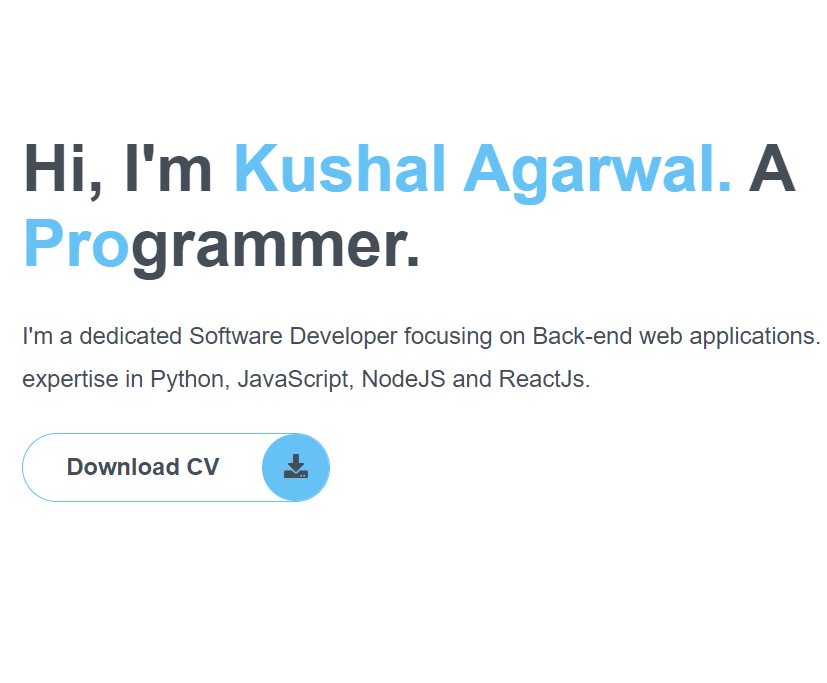 Hi, I'm Kushal Agarwal. A
Programmer.
I'm a dedicated Software Developer focusing on Back-end web applications.
expertise in Python, JavaScript, NodeJS and ReactJs.
Download CV